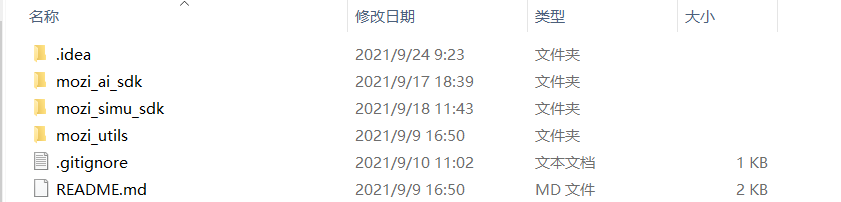 名称 修改日期 类型 大小
.idea 2021/9/24 9:23 文件夹
mozi_ai_sdk 2021/9/17 18:39 文件夹
mozi_simu_sdk 2021/9/18 11:43 文件夹
mozi_utils 2021/9/9 16:50 文件夹
.gitignore 2021/9/10 11:02 文本文档 1 KB
README.md 2021/9/9 16:50 MD 文件 2 KB